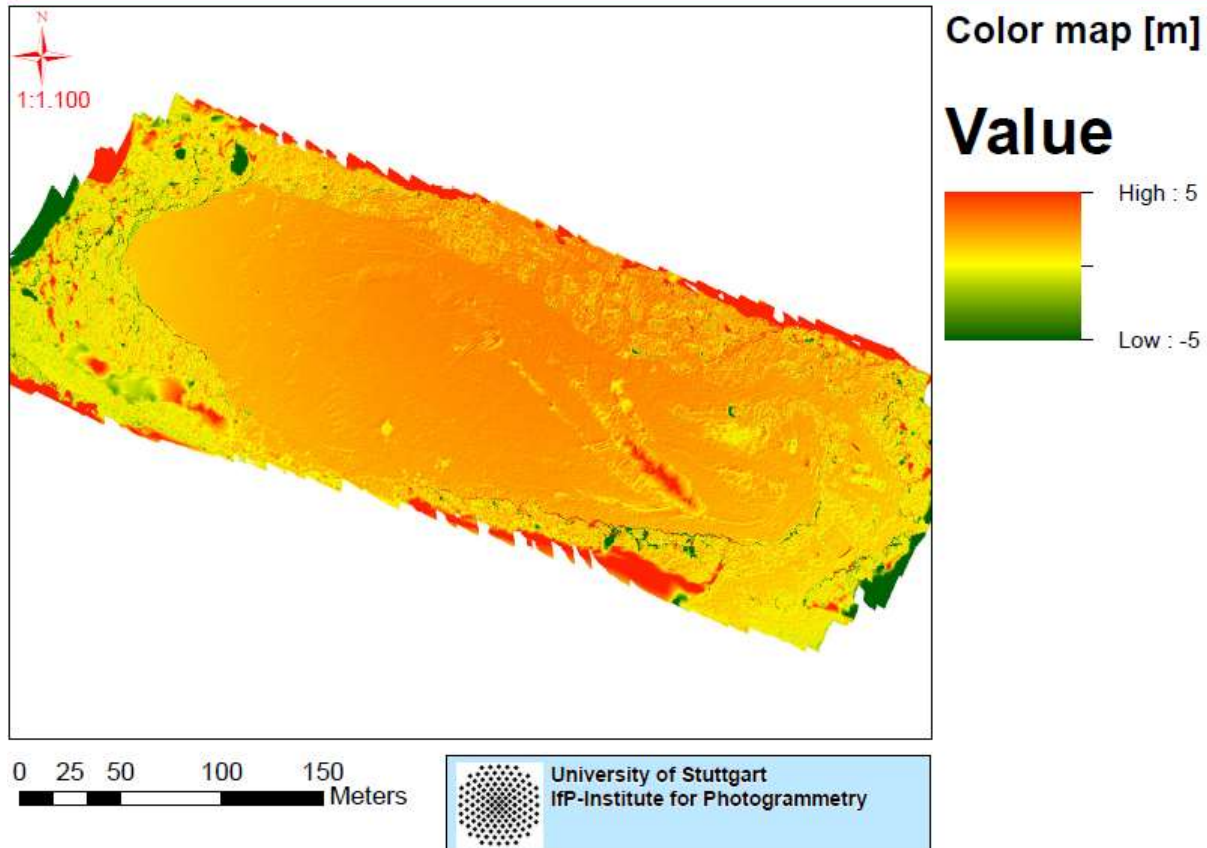 N
1:1.100
Color map [m]
Value
High : 5
Low : -5
0 25 50 100 150
Meters
University of Stuttgart
IfP-Institute for Photogrammetry